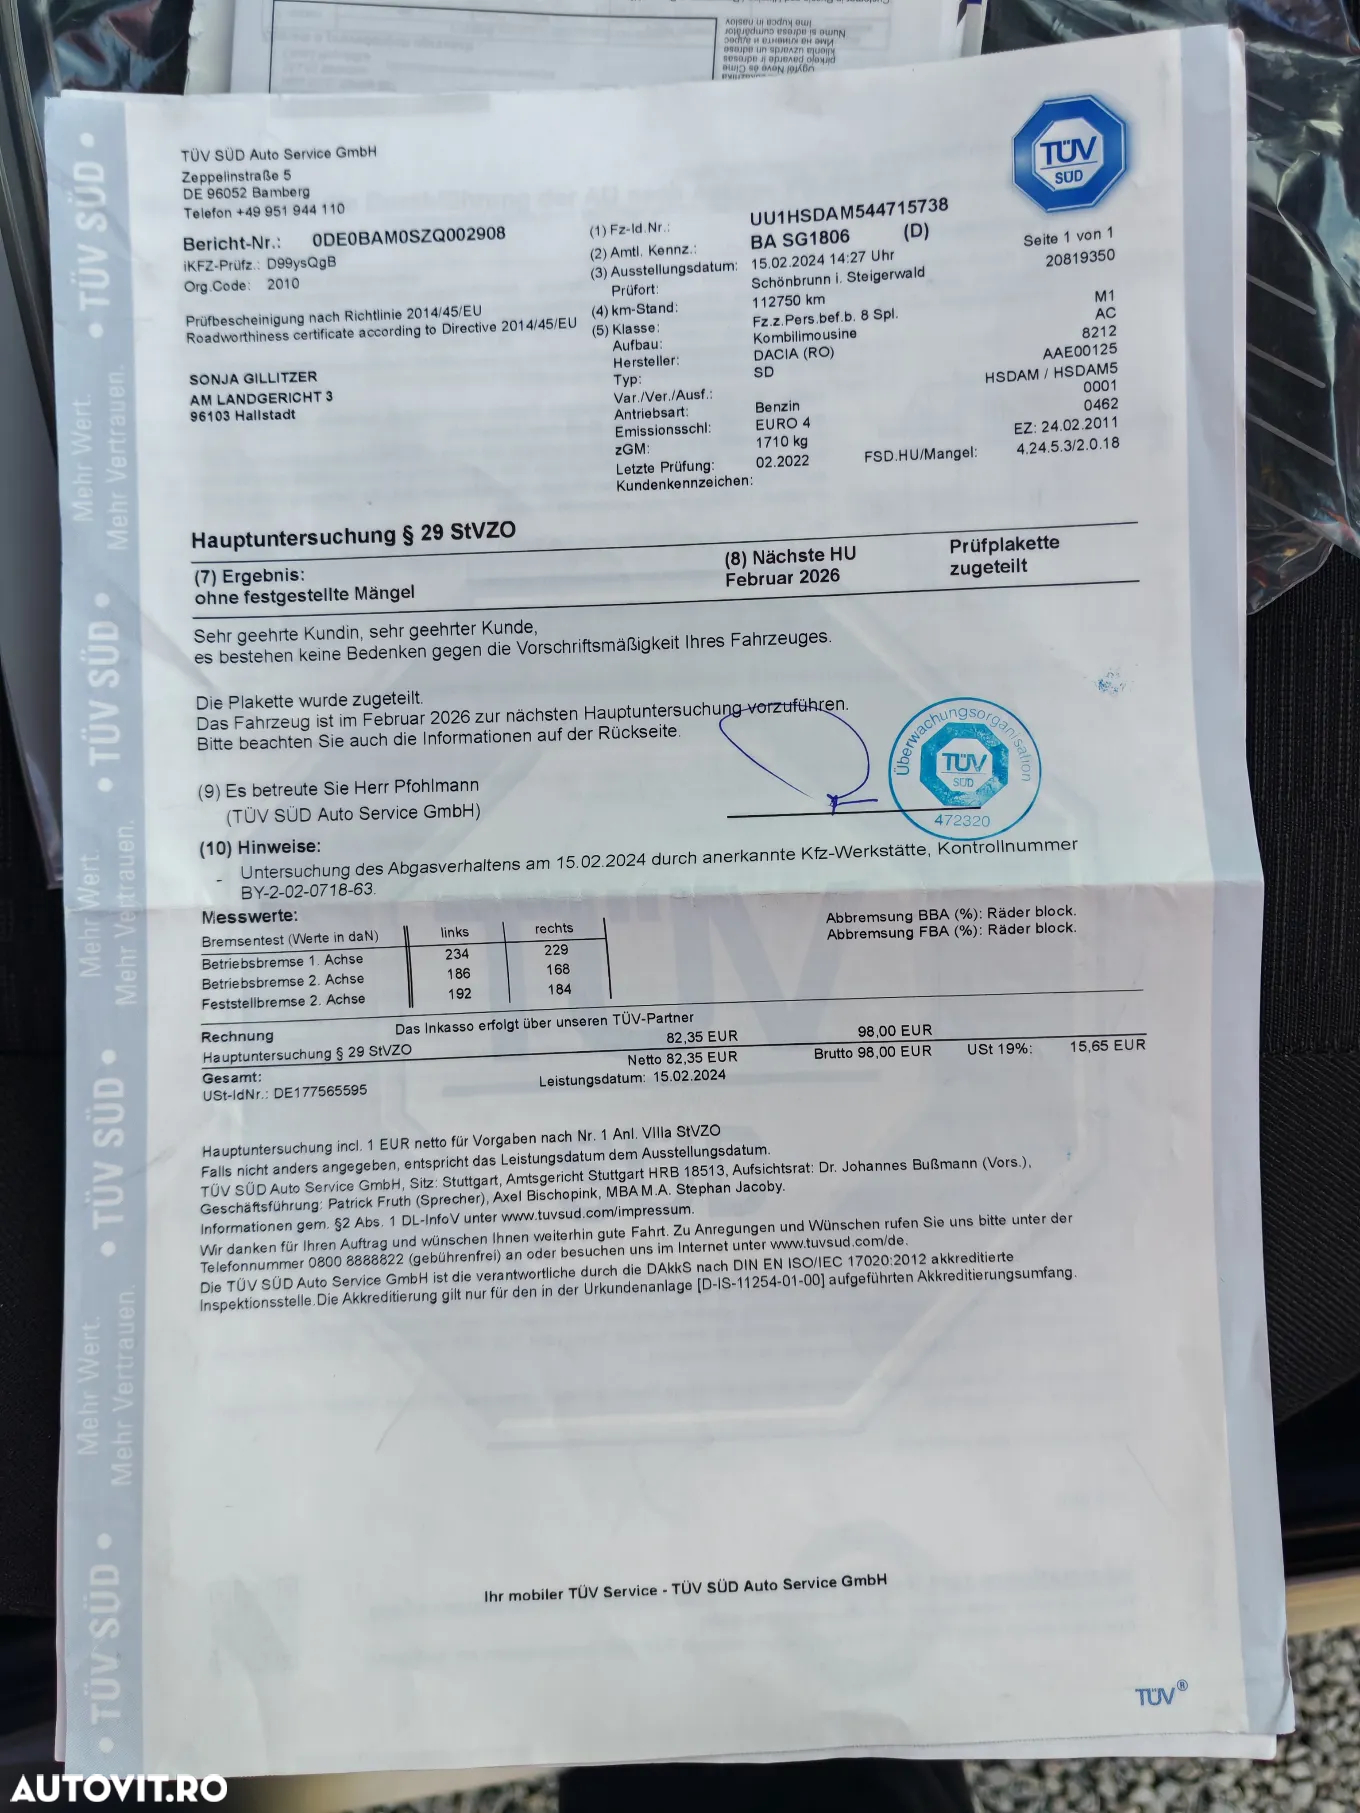 TÜV SÜD Auto Service GmbH
Zeppelinstraße 5
DE 96052 Bamberg
Telefon +49 951 944 110
Bericht-Nr.: 0DE0BAM0SZQ002908
iKFZ-Prüfz.: D99ysQgB
Org.Code: 2010
Prüfbescheinigung nach Richtlinie 2014/45/EU
Roadworthiness certificate according to Directive 2014/45/EU
SONJA GILLITZER
AM LANDGERICHT 3
96103 Hallstadt
TÜV
SÜD
Seite 1 von 1
20819350
(1) Fz-Id.Nr.: UU1HSDAM544715738
(2) Amtl. Kennz.: BA SG1806 (D)
(3) Ausstellungsdatum: 15.02.2024 14:27 Uhr
Prüfort: Schönbrunn i. Steigerwald
(4) km-Stand: 112750 km
(5) Klasse: Fz.z.Pers.bef.b. 8 Spl. M1
Aufbau: Kombilimousine AC
Hersteller: DACIA (RO) 8212
Typ: SD AAE00125
Var./Ver./Ausf.: HSDAM / HSDAM5
Antriebsart: Benzin 0001
Emissionsschl: EURO 4 0462
zGM: 1710 kg EZ: 24.02.2011
Letzte Prüfung: 02.2022 FSD.HU/Mangel: 4.24.5.3/2.0.18
Kundenkennzeichen:
Hauptuntersuchung § 29 StVZO
(7) Ergebnis:
ohne festgestellte Mängel
(8) Nächste HU
Februar 2026
Prüfplakette
zugeteilt
Sehr geehrte Kundin, sehr geehrter Kunde,
es bestehen keine Bedenken gegen die Vorschriftsmäßigkeit Ihres Fahrzeuges.
Die Plakette wurde zugeteilt.
Das Fahrzeug ist im Februar 2026 zur nächsten Hauptuntersuchung vorzuführen.
Bitte beachten Sie auch die Informationen auf der Rückseite.
(9) Es betreute Sie Herr Pfohlmann
(TÜV SÜD Auto Service GmbH)
Überwachungsorganisation
TÜV
SÜD
472320
(10) Hinweise:
- Untersuchung des Abgasverhaltens am 15.02.2024 durch anerkannte Kfz-Werkstätte, Kontrollnummer
BY-2-02-0718-63.
Messwerte:
Bremsentest (Werte in daN) links rechts
Betriebsbremse 1. Achse 234 229
Betriebsbremse 2. Achse 186 168
Feststellbremse 2. Achse 192 184
Abbremsung BBA (%): Räder block.
Abbremsung FBA (%): Räder block.
Rechnung Das Inkasso erfolgt über unseren TÜV-Partner
Hauptuntersuchung § 29 StVZO 82,35 EUR 98,00 EUR
Gesamt: Netto 82,35 EUR Brutto 98,00 EUR USt 19%: 15,65 EUR
USt-IdNr.: DE177565595 Leistungsdatum: 15.02.2024
Hauptuntersuchung incl. 1 EUR netto für Vorgaben nach Nr. 1 Anl. VIIIa StVZO
Falls nicht anders angegeben, entspricht das Leistungsdatum dem Ausstellungsdatum.
TÜV SÜD Auto Service GmbH, Sitz: Stuttgart, Amtsgericht Stuttgart HRB 18513, Aufsichtsrat: Dr. Johannes Bußmann (Vors.),
Geschäftsführung: Patrick Fruth (Sprecher), Axel Bischopink, MBA M.A. Stephan Jacoby.
Informationen gem. §2 Abs. 1 DL-InfoV unter www.tuvsud.com/impressum.
Wir danken für Ihren Auftrag und wünschen Ihnen weiterhin gute Fahrt. Zu Anregungen und Wünschen rufen Sie uns bitte unter der
Telefonnummer 0800 8888822 (gebührenfrei) an oder besuchen uns im Internet unter www.tuvsud.com/de.
Die TÜV SÜD Auto Service GmbH ist die verantwortliche durch die DAkkS nach DIN EN ISO/IEC 17020:2012 akkreditierte
Inspektionsstelle.Die Akkreditierung gilt nur für den in der Urkundenanlage [D-IS-11254-01-00] aufgeführten Akkreditierungsumfang.
Ihr mobiler TÜV Service - TÜV SÜD Auto Service GmbH
TÜV®
• TÜV SÜD • Mehr Wert. Mehr Vertrauen. • TÜV SÜD • Mehr Wert. Mehr Vertrauen. • TÜV SÜD • Mehr Wert. Mehr Vertrauen. • TÜV SÜD •
AUTOVIT.RO